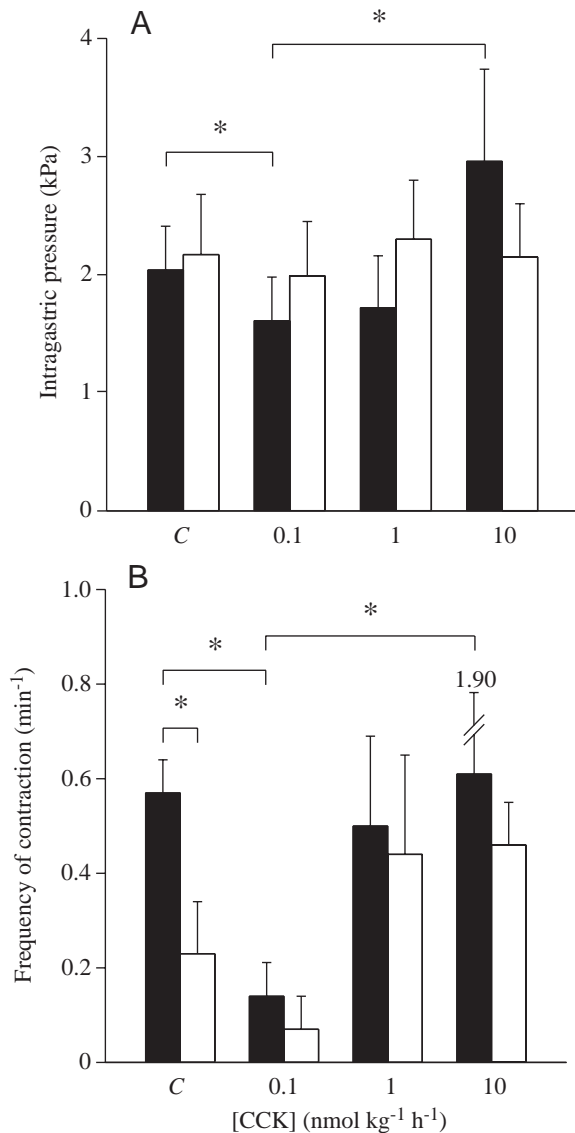 A
*
*
4
3
2
1
0
Intragastric pressure (kPa)
C 0.1 1 10
B
*
*
*
1.90
1.0
0.8
0.6
0.4
0.2
0
Frequency of contraction (min⁻¹)
C 0.1 1 10
[CCK] (nmol kg⁻¹ h⁻¹)